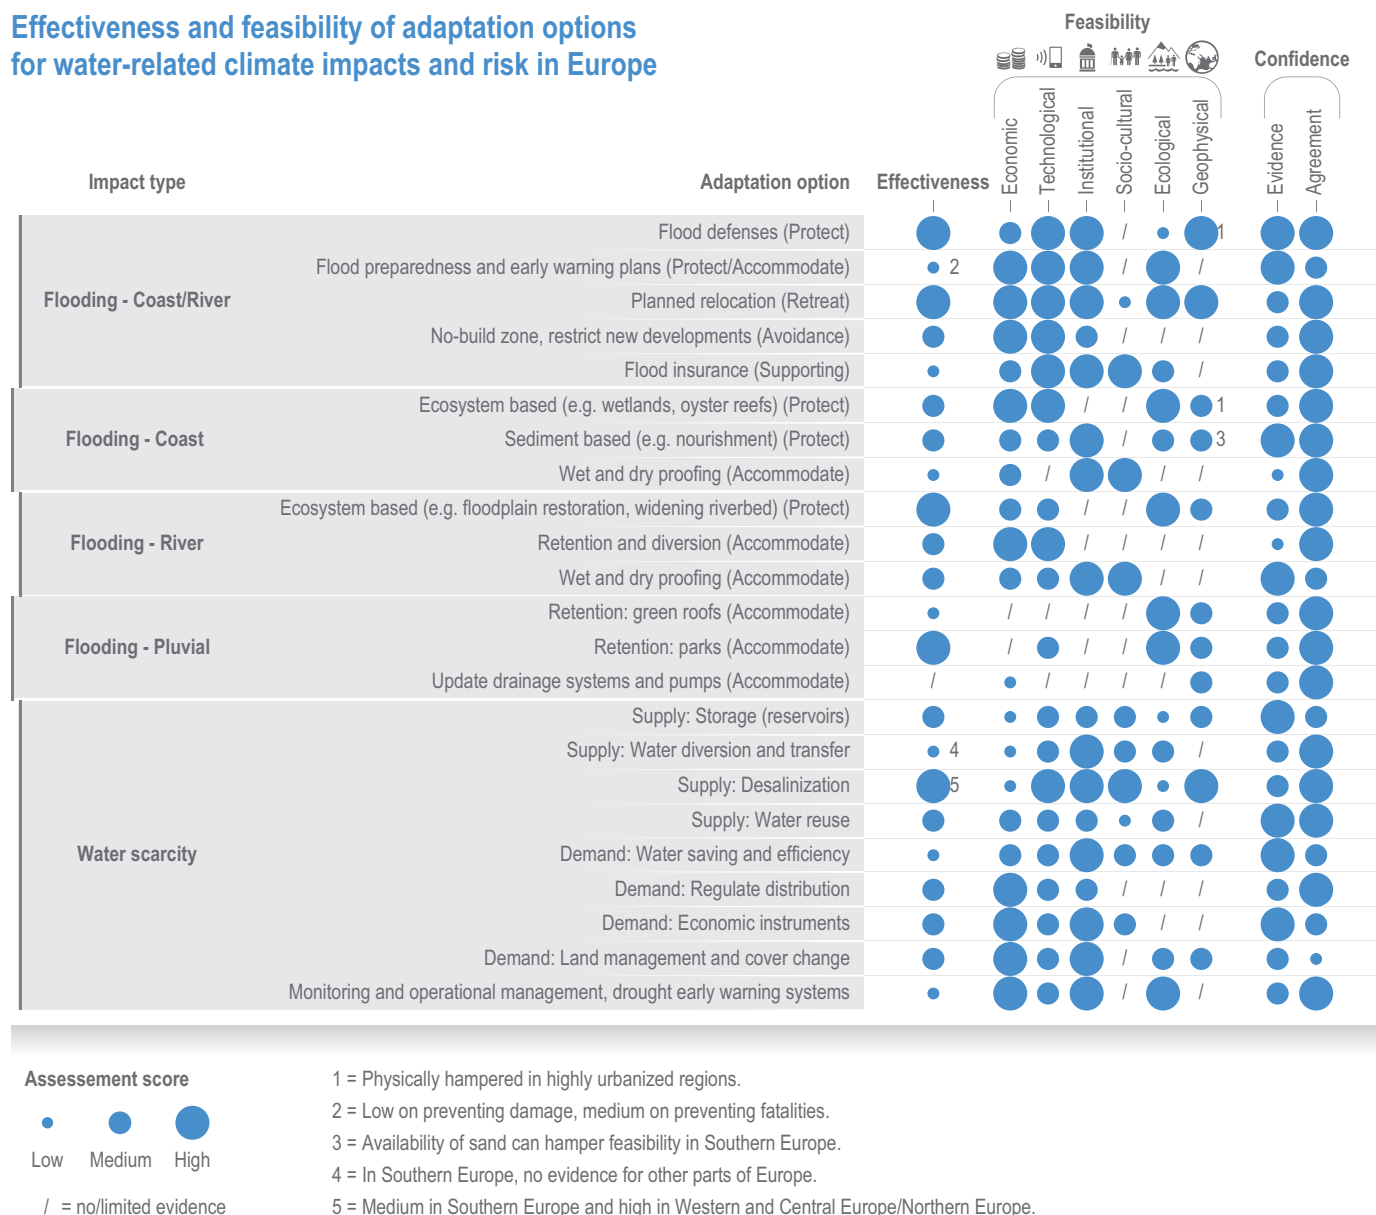 Effectiveness and feasibility of adaptation options
for water-related climate impacts and risk in Europe
Feasibility
Confidence
Economic
Technological
Institutional
Socio-cultural
Ecological
Geophysical
Evidence
Agreement
Impact type
Adaptation option
Effectiveness
Flooding - Coast/River
Flood defenses (Protect) / 1
Flood preparedness and early warning plans (Protect/Accommodate) 2 / /
Planned relocation (Retreat)
No-build zone, restrict new developments (Avoidance) / / /
Flood insurance (Supporting) /
Flooding - Coast
Ecosystem based (e.g. wetlands, oyster reefs) (Protect) / / 1
Sediment based (e.g. nourishment) (Protect) / 3
Wet and dry proofing (Accommodate) / / /
Flooding - River
Ecosystem based (e.g. floodplain restoration, widening riverbed) (Protect) / /
Retention and diversion (Accommodate) / / / /
Wet and dry proofing (Accommodate) / /
Flooding - Pluvial
Retention: green roofs (Accommodate) / / / /
Retention: parks (Accommodate) / / /
Update drainage systems and pumps (Accommodate) / / / / /
Water scarcity
Supply: Storage (reservoirs)
Supply: Water diversion and transfer 4 /
Supply: Desalinization 5
Supply: Water reuse /
Demand: Water saving and efficiency
Demand: Regulate distribution / / /
Demand: Economic instruments / /
Demand: Land management and cover change /
Monitoring and operational management, drought early warning systems / /
Assessement score
Low Medium High
/ = no/limited evidence
1 = Physically hampered in highly urbanized regions.
2 = Low on preventing damage, medium on preventing fatalities.
3 = Availability of sand can hamper feasibility in Southern Europe.
4 = In Southern Europe, no evidence for other parts of Europe.
5 = Medium in Southern Europe and high in Western and Central Europe/Northern Europe.